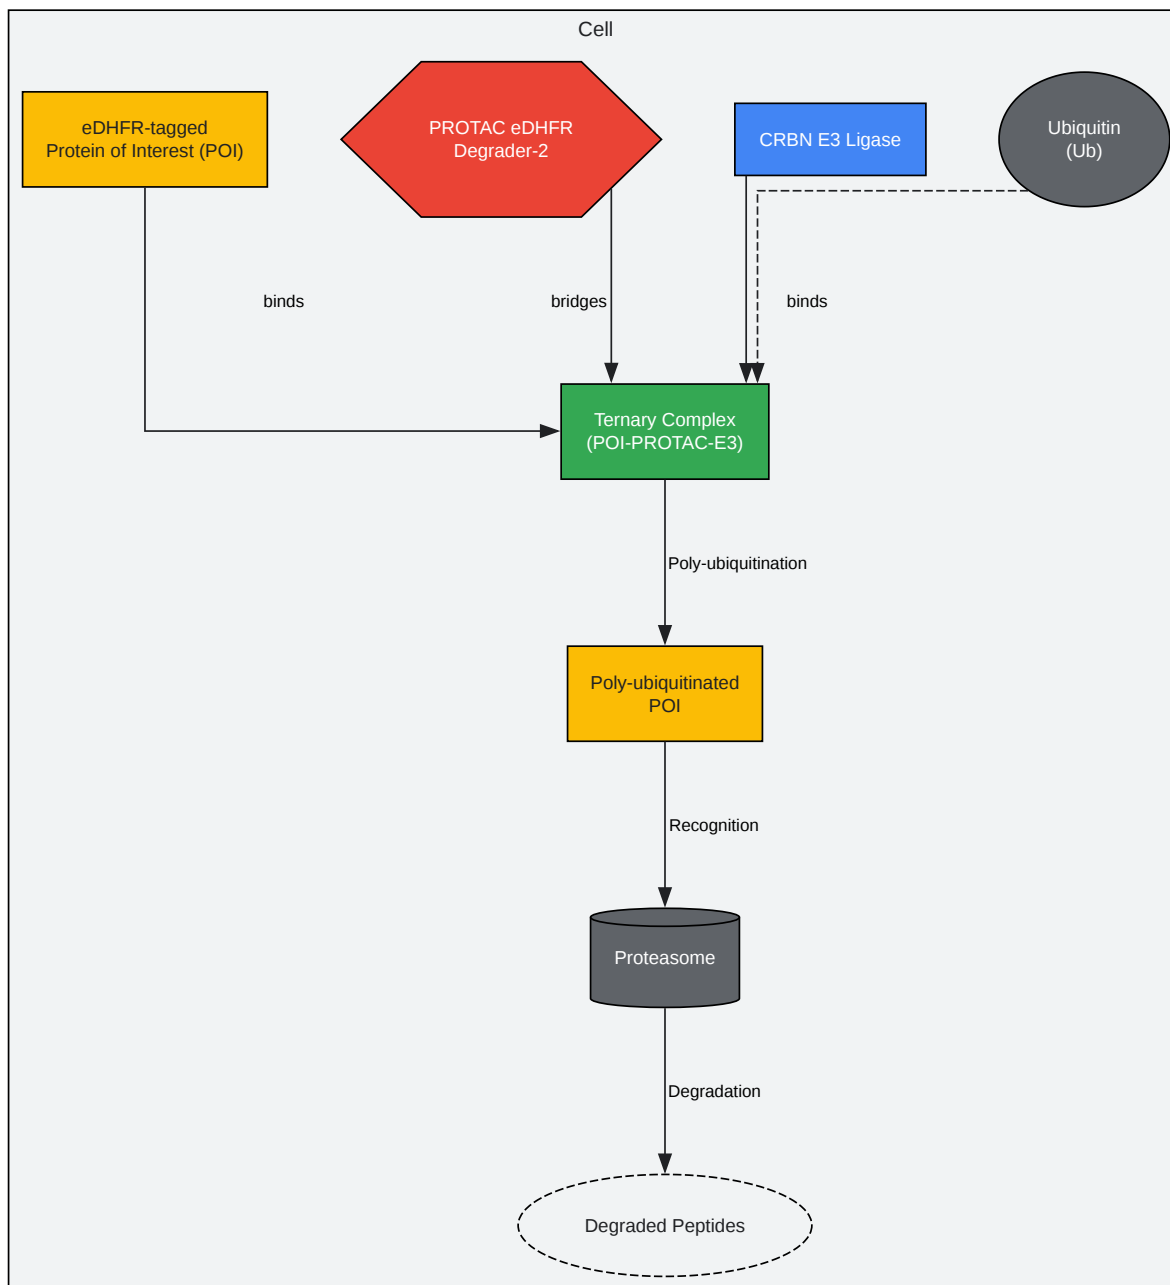 Cell
eDHFR-tagged
Protein of Interest (POI)
PROTAC eDHFR
Degrader-2
CRBN E3 Ligase
Ubiquitin
(Ub)
binds
bridges
binds
Ternary Complex
(POI-PROTAC-E3)
Poly-ubiquitination
Poly-ubiquitinated
POI
Recognition
Proteasome
Degradation
Degraded Peptides